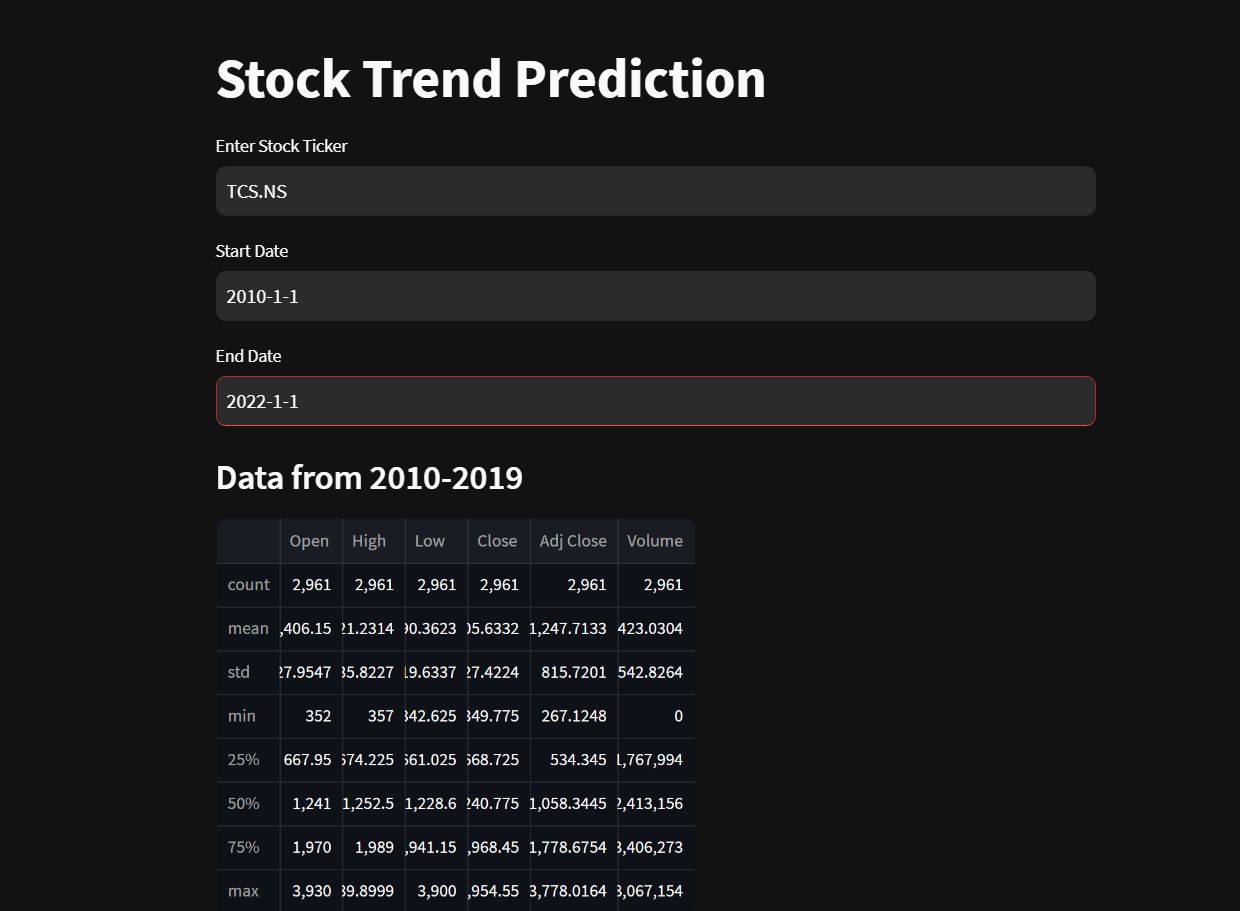 Stock Trend Prediction
Enter Stock Ticker
TCS.NS
Start Date
2010-1-1
End Date
2022-1-1
Data from 2010-2019
Open High Low Close Adj Close Volume
count 2,961 2,961 2,961 2,961 2,961 2,961
mean ,406.15 21.2314 90.3623 05.6332 1,247.7133 423.0304
std 27.9547 35.8227 19.6337 27.4224 815.7201 542.8264
min 352 357 342.625 349.775 267.1248 0
25% 667.95 674.225 661.025 668.725 534.345 1,767,994
50% 1,241 1,252.5 1,228.6 240.775 1,058.3445 2,413,156
75% 1,970 1,989 ,941.15 ,968.45 1,778.6754 3,406,273
max 3,930 39.8999 3,900 ,954.55 3,778.0164 3,067,154